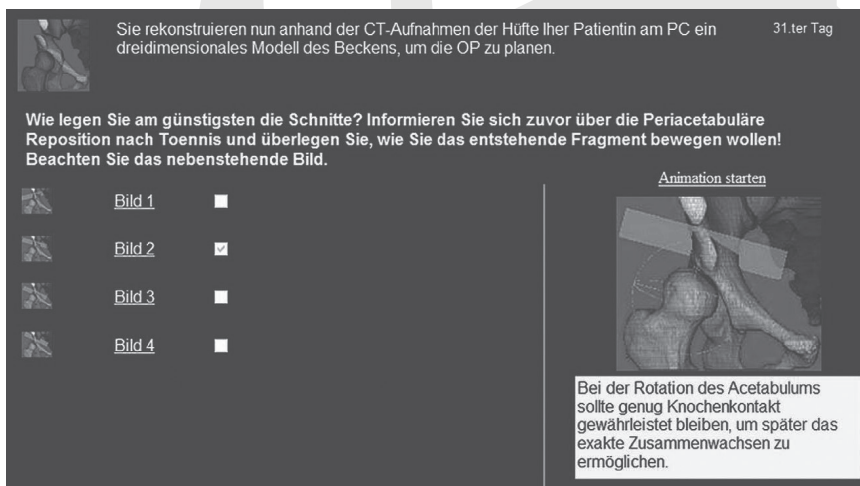 Sie rekonstruieren nun anhand der CT-Aufnahmen der Hüfte Iher Patientin am PC ein
dreidimensionales Modell des Beckens, um die OP zu planen.
31.ter Tag
Wie legen Sie am günstigsten die Schnitte? Informieren Sie sich zuvor über die Periacetabuläre
Reposition nach Toennis und überlegen Sie, wie Sie das entstehende Fragment bewegen wollen!
Beachten Sie das nebenstehende Bild.
Bild 1
Bild 2
Bild 3
Bild 4
Animation starten
Bei der Rotation des Acetabulums
sollte genug Knochenkontakt
gewährleistet bleiben, um später das
exakte Zusammenwachsen zu
ermöglichen.